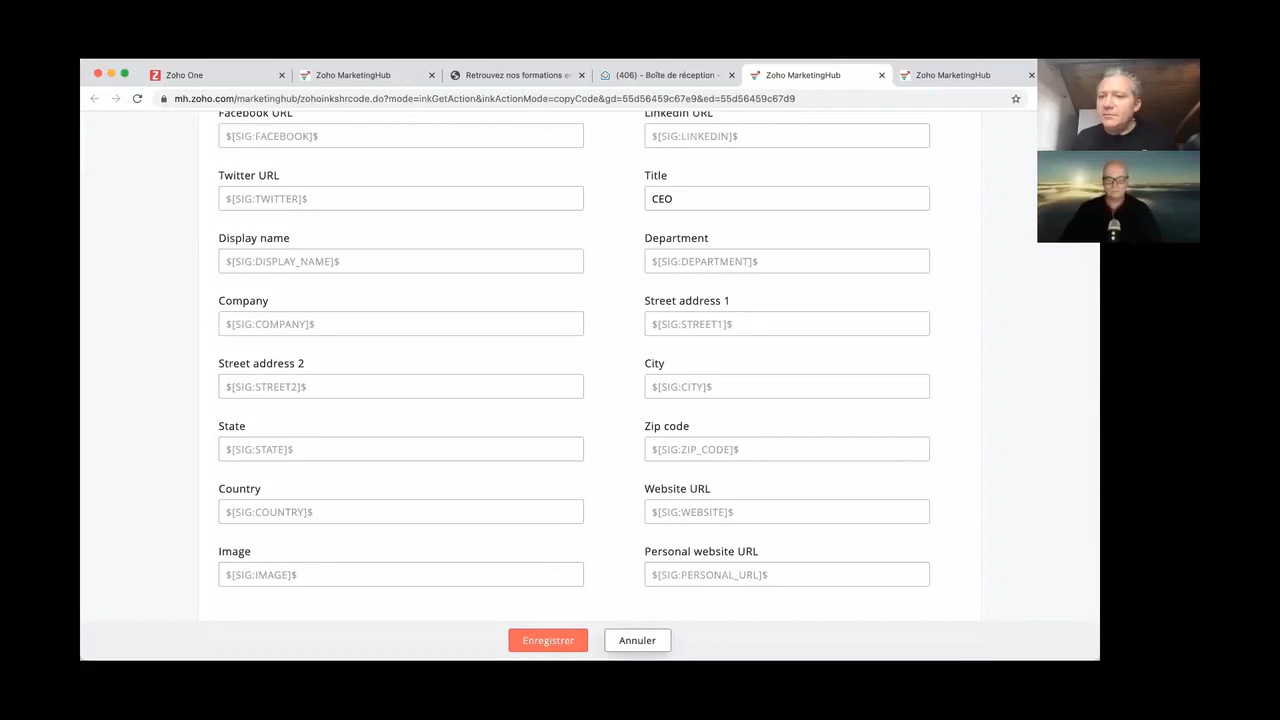 Zoho One
Zoho MarketingHub
Retrouvez nos formations e
(406) - Boîte de réception -
Zoho MarketingHub
Zoho MarketingHub
mh.zoho.com/marketinghub/zohoinkshrcode.do?mode=inrGetAction&inkActionMode=copyCode&gd=55d56459c67e9&ed=55d56459c67d9
Facebook URL
LinkedIn URL
$[SIG:FACEBOOK]$
$[SIG:LINKEDIN]$
Twitter URL
Title
$[SIG:TWITTER]$
CEO
Display name
Department
$[SIG:DISPLAY_NAME]$
$[SIG:DEPARTMENT]$
Company
Street address 1
$[SIG:COMPANY]$
$[SIG:STREET1]$
Street address 2
City
$[SIG:STREET2]$
$[SIG:CITY]$
State
Zip code
$[SIG:STATE]$
$[SIG:ZIP_CODE]$
Country
Website URL
$[SIG:COUNTRY]$
$[SIG:WEBSITE]$
Image
Personal website URL
$[SIG:IMAGE]$
$[SIG:PERSONAL_URL]$
Enregistrer
Annuler